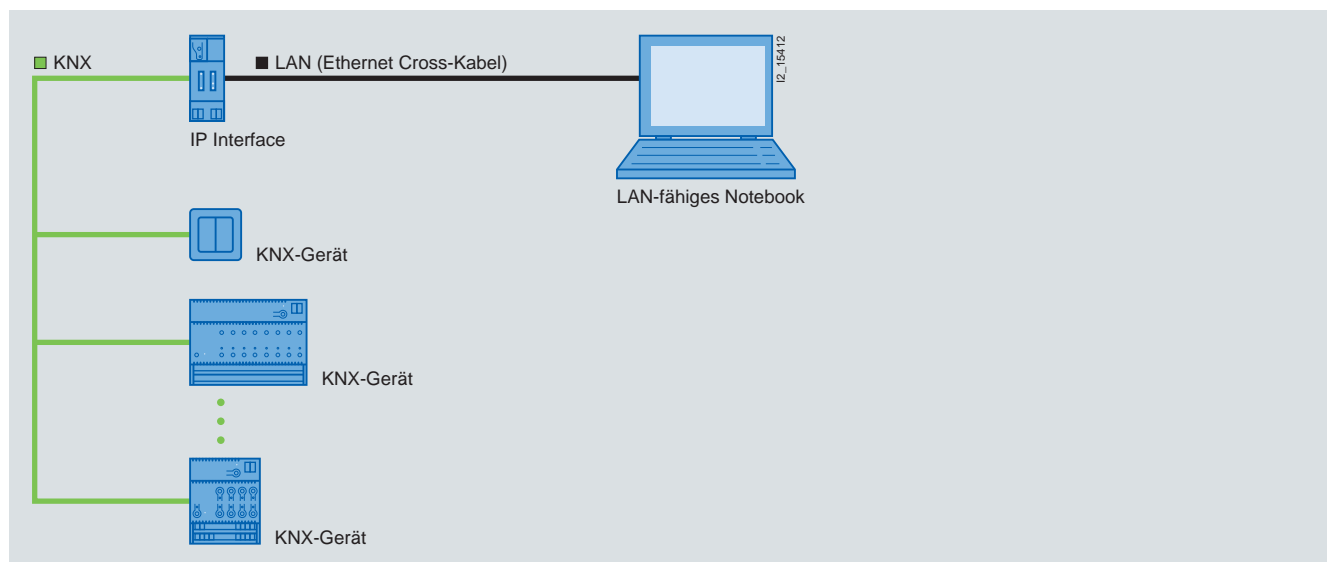 KNX
LAN (Ethernet Cross-Kabel)
I2_15412
IP Interface
LAN-fähiges Notebook
KNX-Gerät
KNX-Gerät
KNX-Gerät